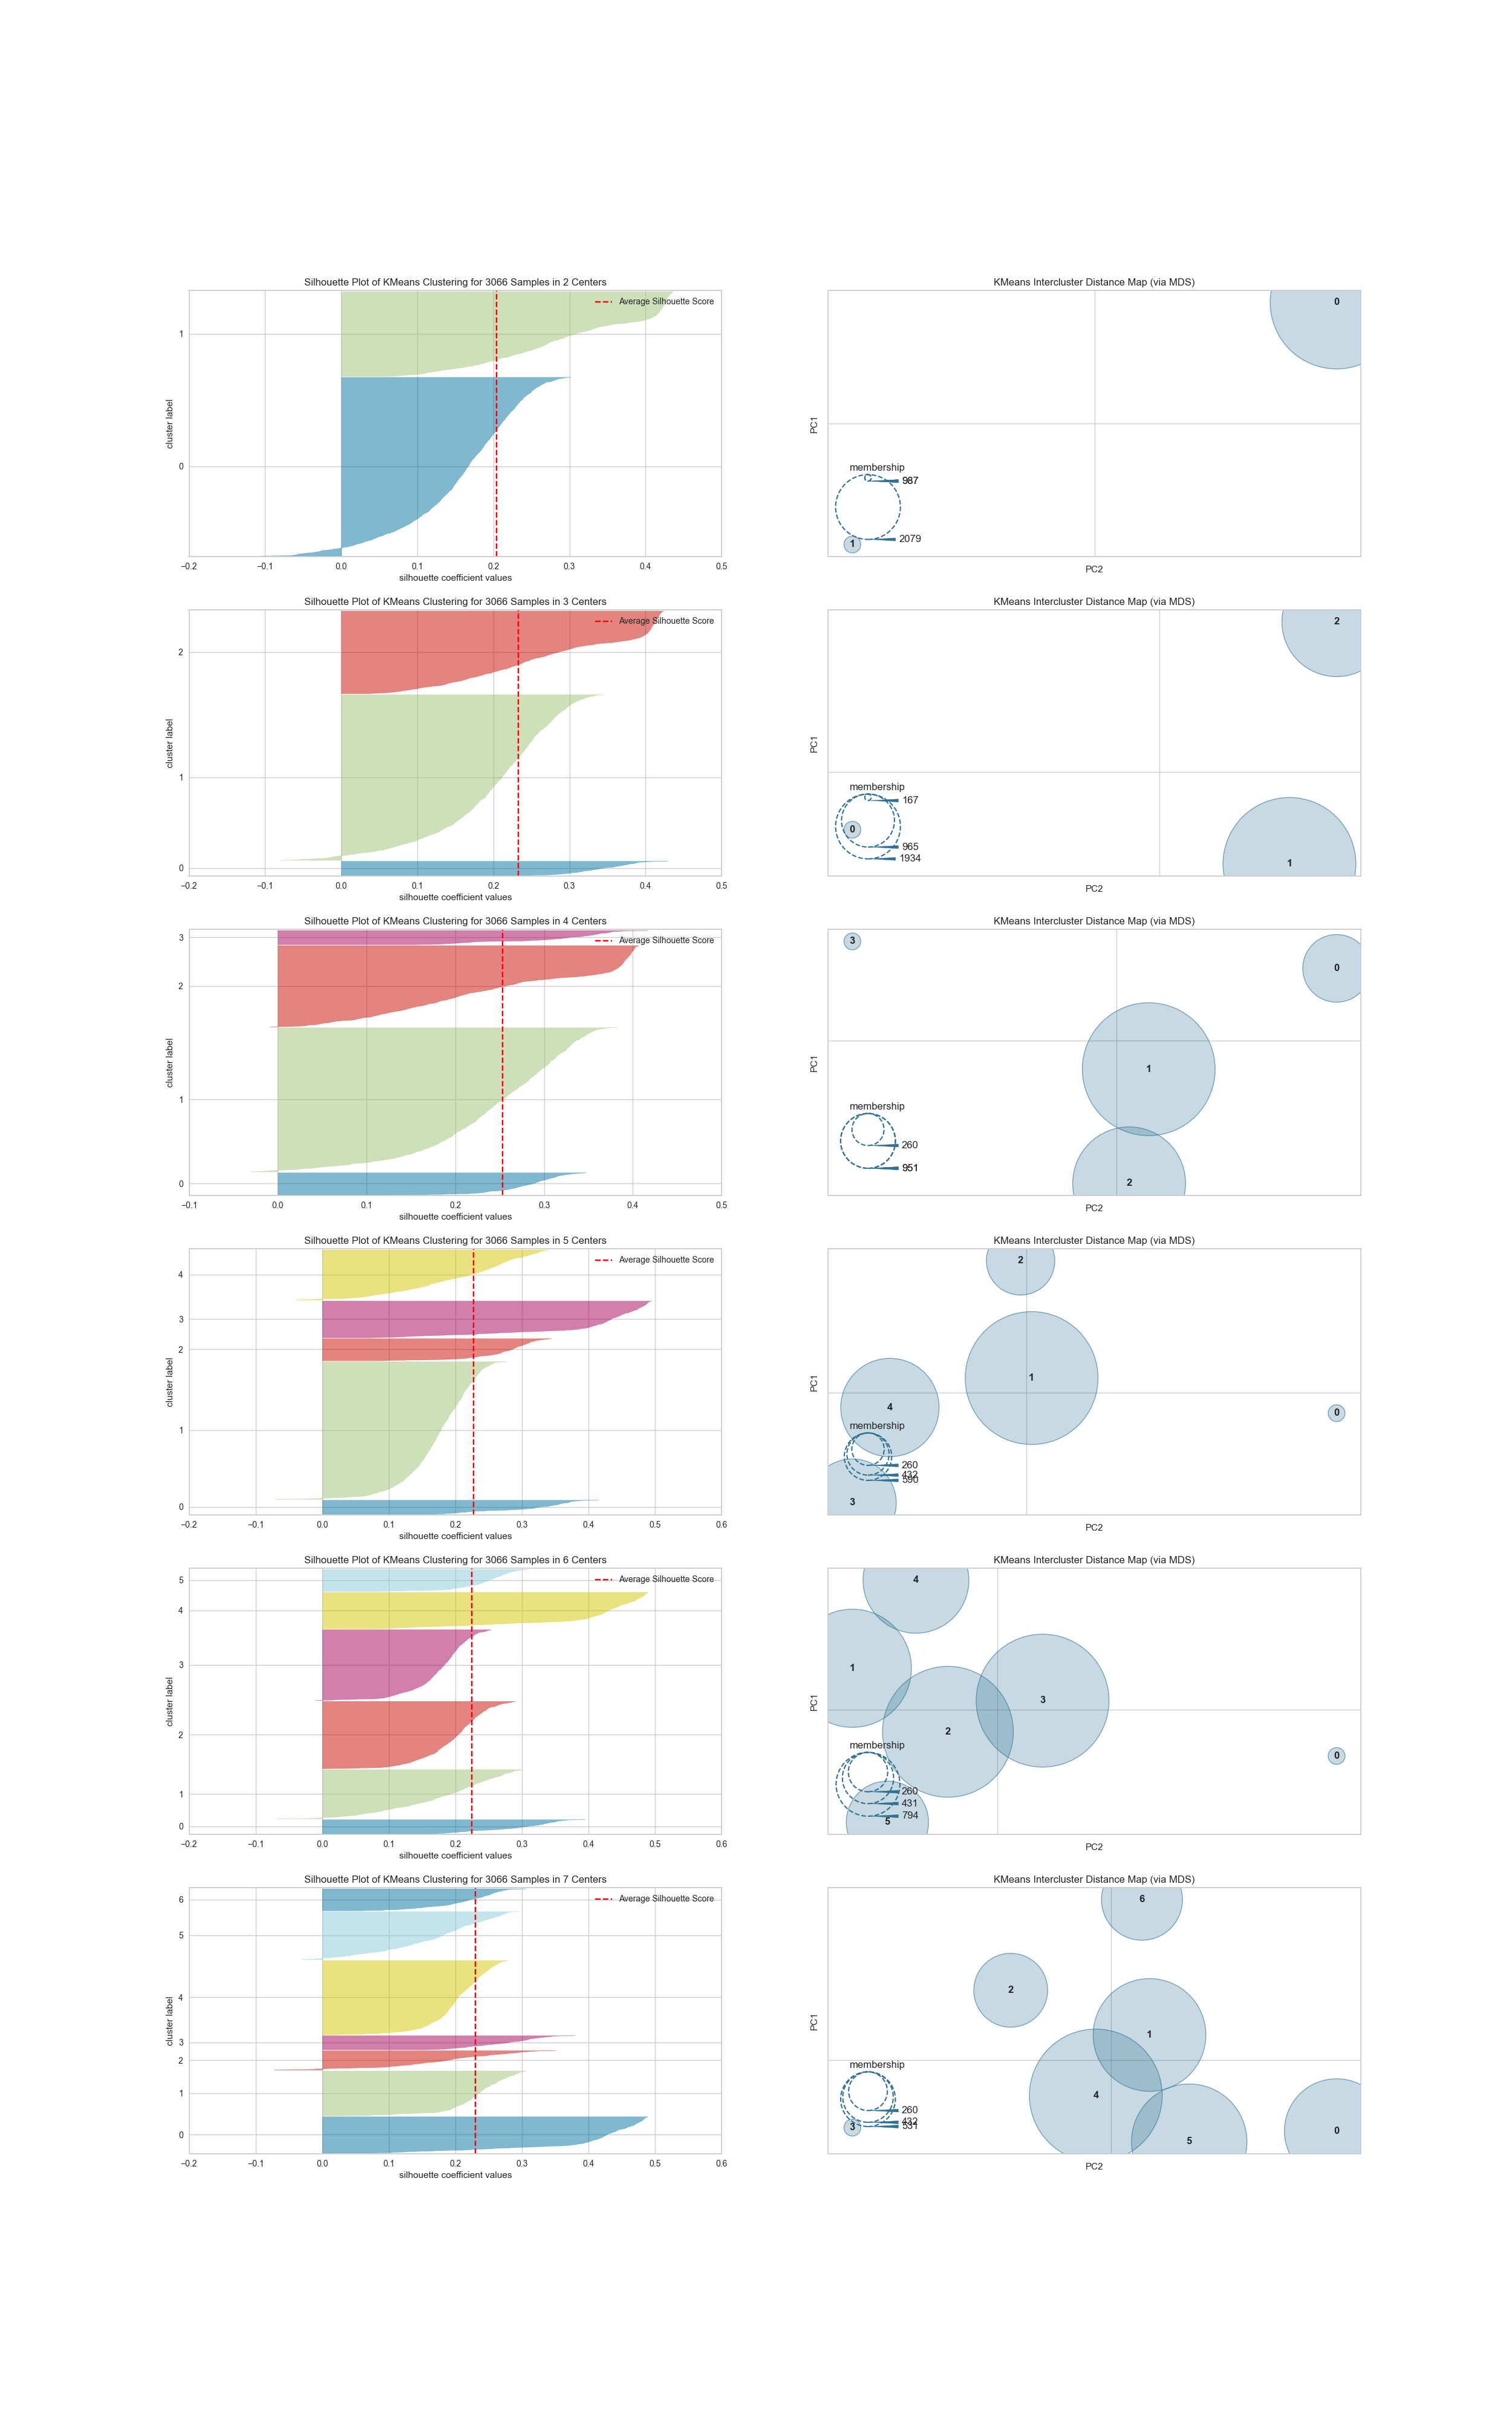 Silhouette Plot of KMeans Clustering for 3066 Samples in 2 Centers
Average Silhouette Score
cluster label
1
0
−0.2 −0.1 0.0 0.1 0.2 0.3 0.4 0.5
silhouette coefficient values
KMeans Intercluster Distance Map (via MDS)
0
PC1
membership
987
2079
1
PC2
Silhouette Plot of KMeans Clustering for 3066 Samples in 3 Centers
Average Silhouette Score
cluster label
2
1
0
−0.2 −0.1 0.0 0.1 0.2 0.3 0.4 0.5
silhouette coefficient values
KMeans Intercluster Distance Map (via MDS)
2
PC1
membership
167
0
965
1934
1
PC2
Silhouette Plot of KMeans Clustering for 3066 Samples in 4 Centers
Average Silhouette Score
cluster label
3
2
1
0
−0.1 0.0 0.1 0.2 0.3 0.4 0.5
silhouette coefficient values
KMeans Intercluster Distance Map (via MDS)
3
0
PC1
1
membership
260
951
2
PC2
Silhouette Plot of KMeans Clustering for 3066 Samples in 5 Centers
Average Silhouette Score
cluster label
4
3
2
1
0
−0.2 −0.1 0.0 0.1 0.2 0.3 0.4 0.5 0.6
silhouette coefficient values
KMeans Intercluster Distance Map (via MDS)
2
PC1
1
4
0
membership
260
432
590
3
PC2
Silhouette Plot of KMeans Clustering for 3066 Samples in 6 Centers
Average Silhouette Score
cluster label
5
4
3
2
1
0
−0.2 −0.1 0.0 0.1 0.2 0.3 0.4 0.5 0.6
silhouette coefficient values
KMeans Intercluster Distance Map (via MDS)
4
1
PC1
3
2
membership
0
260
431
794
5
PC2
Silhouette Plot of KMeans Clustering for 3066 Samples in 7 Centers
Average Silhouette Score
cluster label
6
5
4
3
2
1
0
−0.2 −0.1 0.0 0.1 0.2 0.3 0.4 0.5 0.6
silhouette coefficient values
KMeans Intercluster Distance Map (via MDS)
6
2
PC1
1
membership
4
260
432
531
3
0
5
PC2